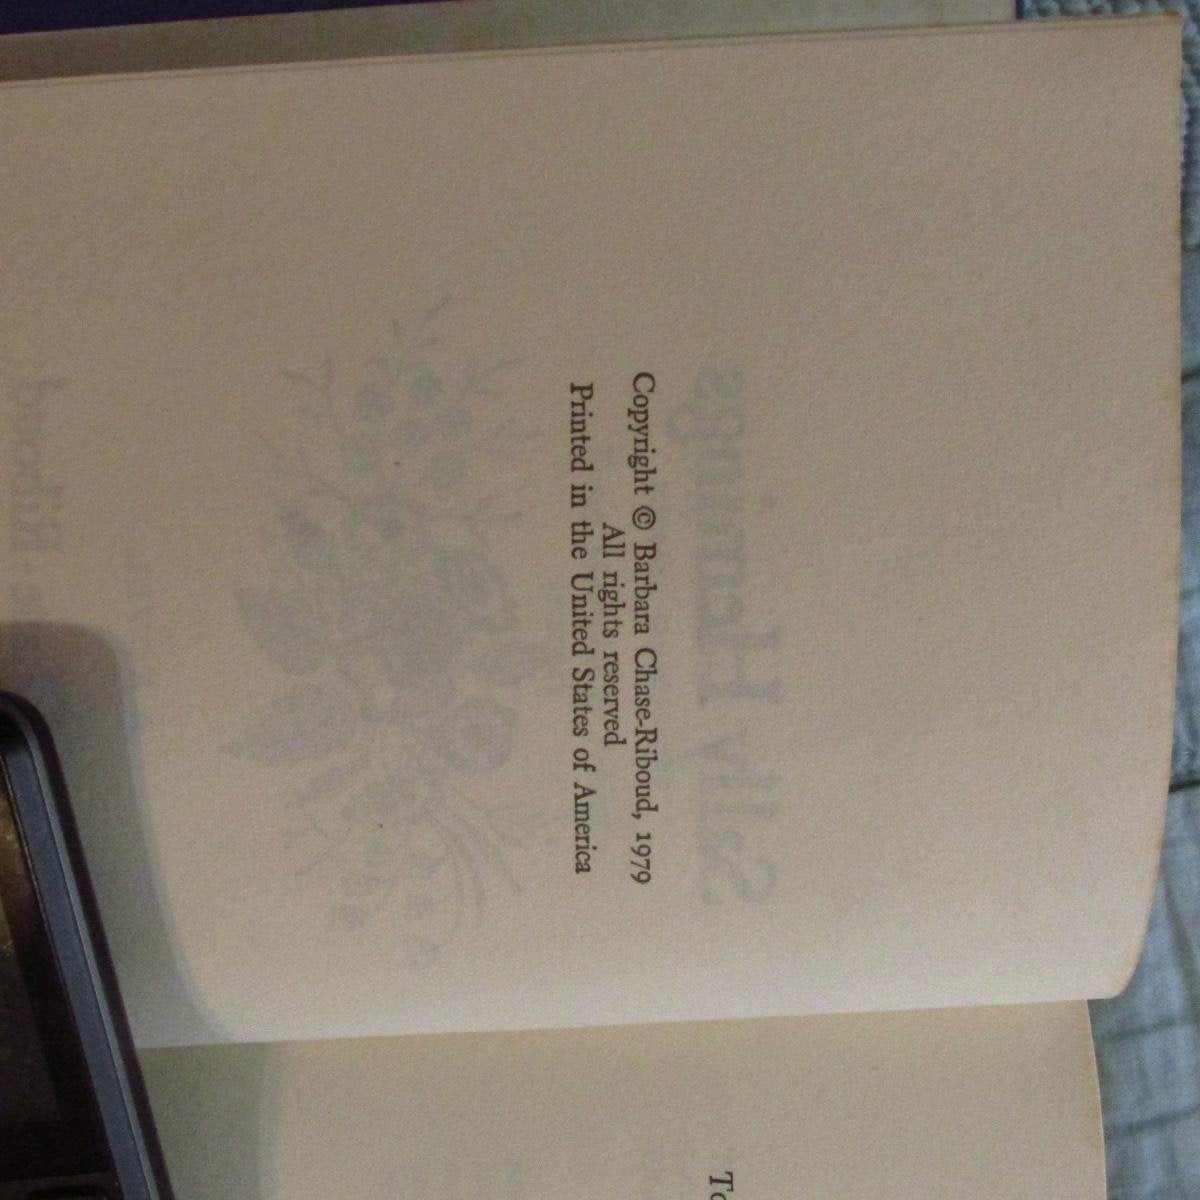 Copyright © Barbara Chase-Riboud, 1979
All rights reserved
Printed in the United States of America